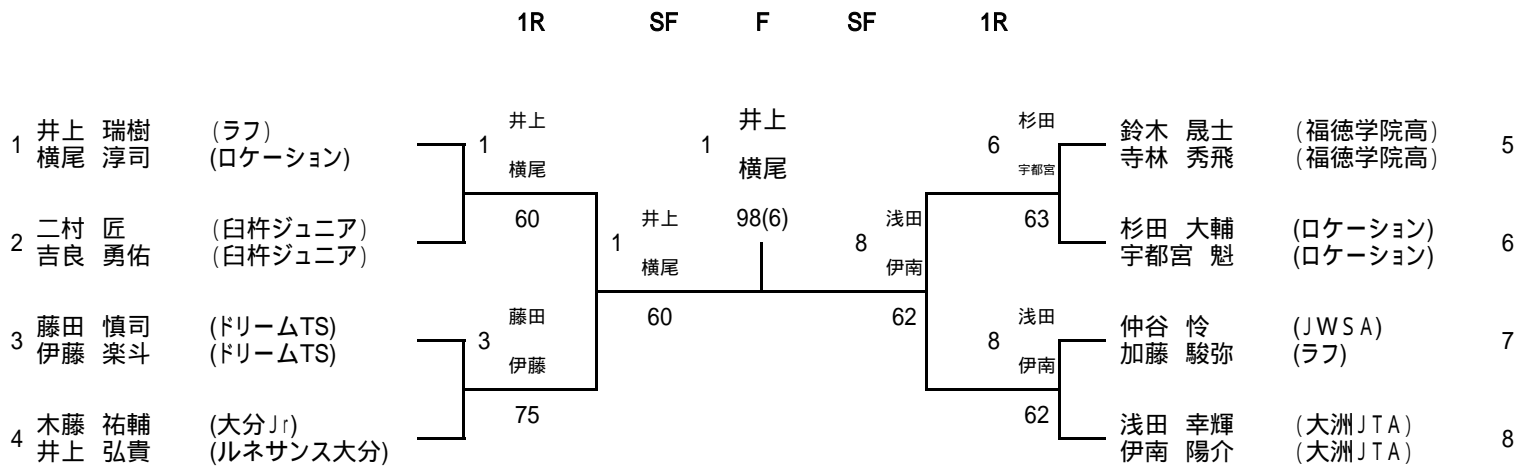 1R SF F SF 1R
1 井上 瑞樹 (ラフ)
横尾 淳司 (ロケーション)
2 二村 匠 (臼杵ジュニア)
吉良 勇佑 (臼杵ジュニア)
3 藤田 慎司 (ドリームTS)
伊藤 楽斗 (ドリームTS)
4 木藤 祐輔 (大分Jr)
井上 弘貴 (ルネサンス大分)
1 井上
横尾
60
3 藤田
伊藤
75
1 井上
横尾
60
1 井上
横尾
98(6)
8 浅田
伊南
62
6 杉田
宇都宮
63
8 浅田
伊南
62
鈴木 晟士 (福徳学院高) 5
寺林 秀飛 (福徳学院高)
杉田 大輔 (ロケーション) 6
宇都宮 魁 (ロケーション)
仲谷 怜 (JWSA) 7
加藤 駿弥 (ラフ)
浅田 幸輝 (大洲JTA) 8
伊南 陽介 (大洲JTA)